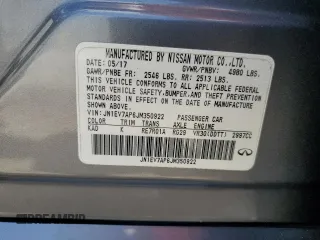 MANUFACTURED BY NISSAN MOTOR CO.,LTD.
DATE: 05/17 GVWR/PNBV: 4980 LBS.
GAWR/PNBE FR: 2546 LBS. RR: 2513 LBS.
THIS VEHICLE CONFORMS TO ALL APPLICABLE
FEDERAL MOTOR VEHICLE SAFETY,BUMPER,AND THEFT
PREVENTION STANDARDS IN EFFECT ON THE DATE OF
MANUFACTURE SHOWN ABOVE.
VIN: JN1EV7AP6JM350922 PASSENGER CAR
COLOR TRIM TRANS AXLE ENGINE
KAD K RE7R01A RG29 VR30(DDTT) 2997CC
INFINITI